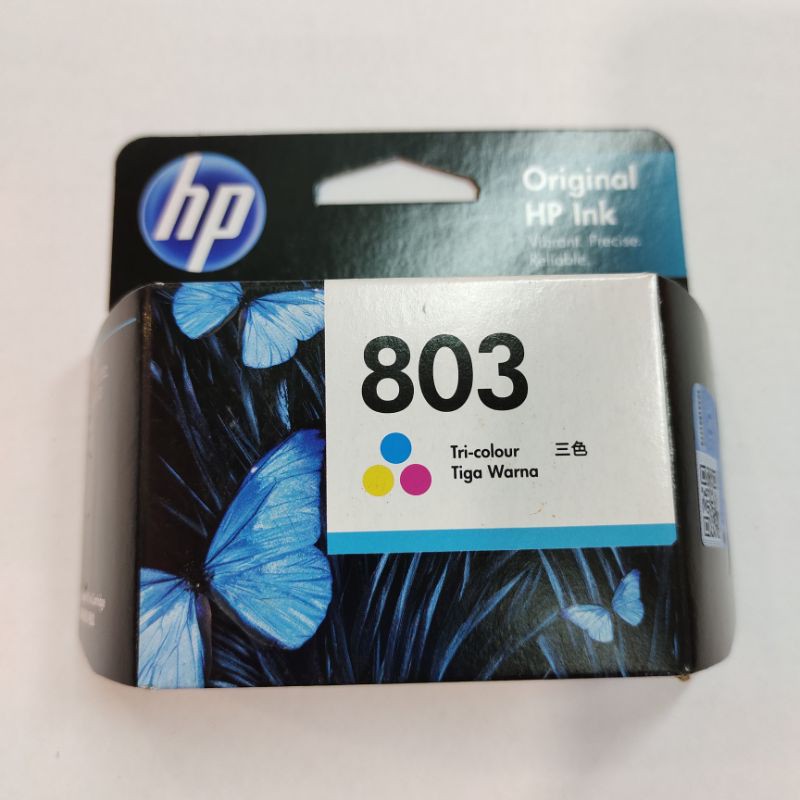 hp
Original
HP Ink
Vibrant. Precise.
Reliable.
803
Tri-colour 三色
Tiga Warna